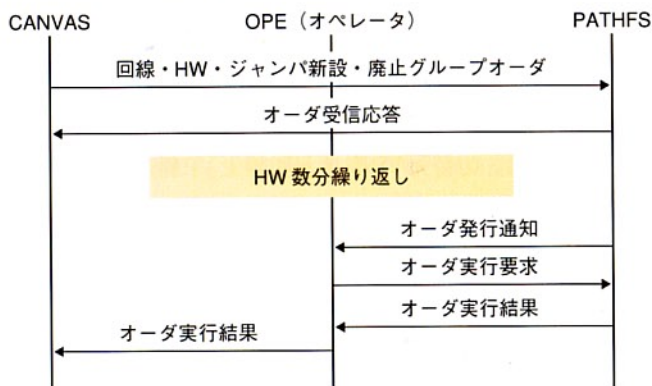 CANVAS
OPE（オペレータ）
PATHFS
回線・HW・ジャンパ新設・廃止グループオーダ
オーダ受信応答
HW 数分繰り返し
オーダ発行通知
オーダ実行要求
オーダ実行結果
オーダ実行結果